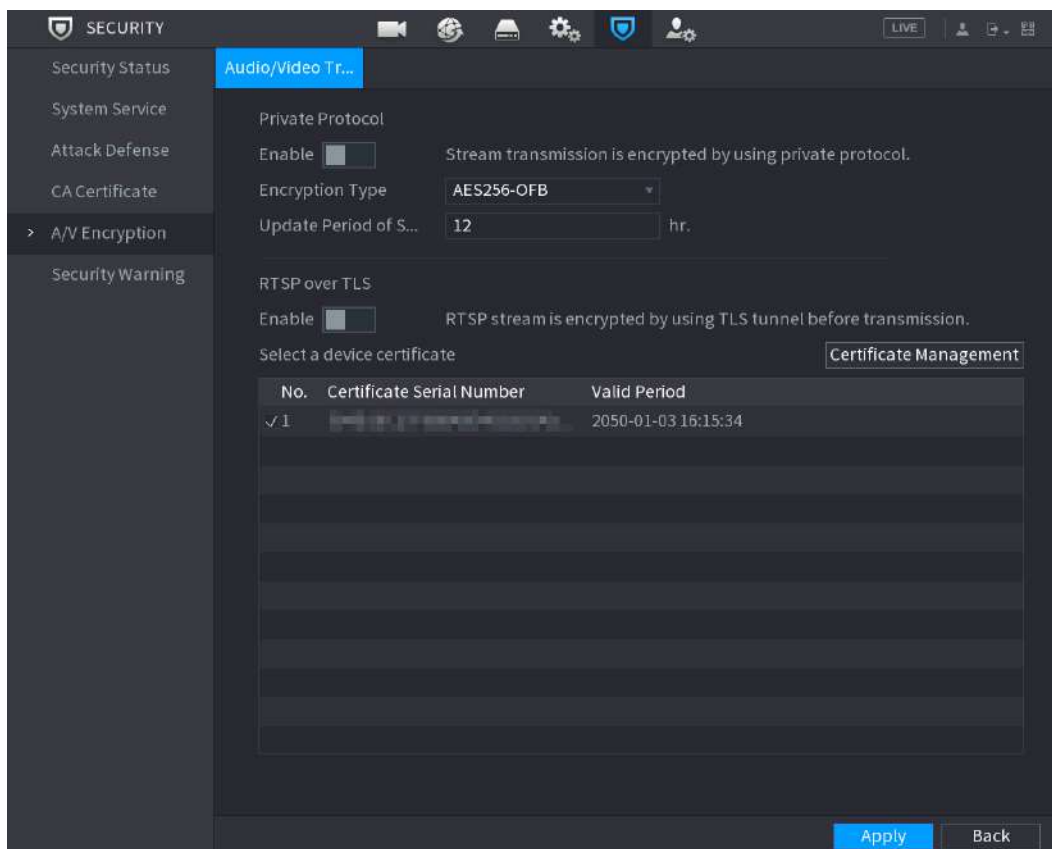 SECURITY
LIVE
Security Status
Audio/Video Tr...
System Service
Private Protocol
Attack Defense
Enable
Stream transmission is encrypted by using private protocol.
CA Certificate
Encryption Type
AES256-OFB
> A/V Encryption
Update Period of S...
12
hr.
Security Warning
RTSP over TLS
Enable
RTSP stream is encrypted by using TLS tunnel before transmission.
Select a device certificate
Certificate Management
No. Certificate Serial Number Valid Period
1 2050-01-03 16:15:34
Apply
Back